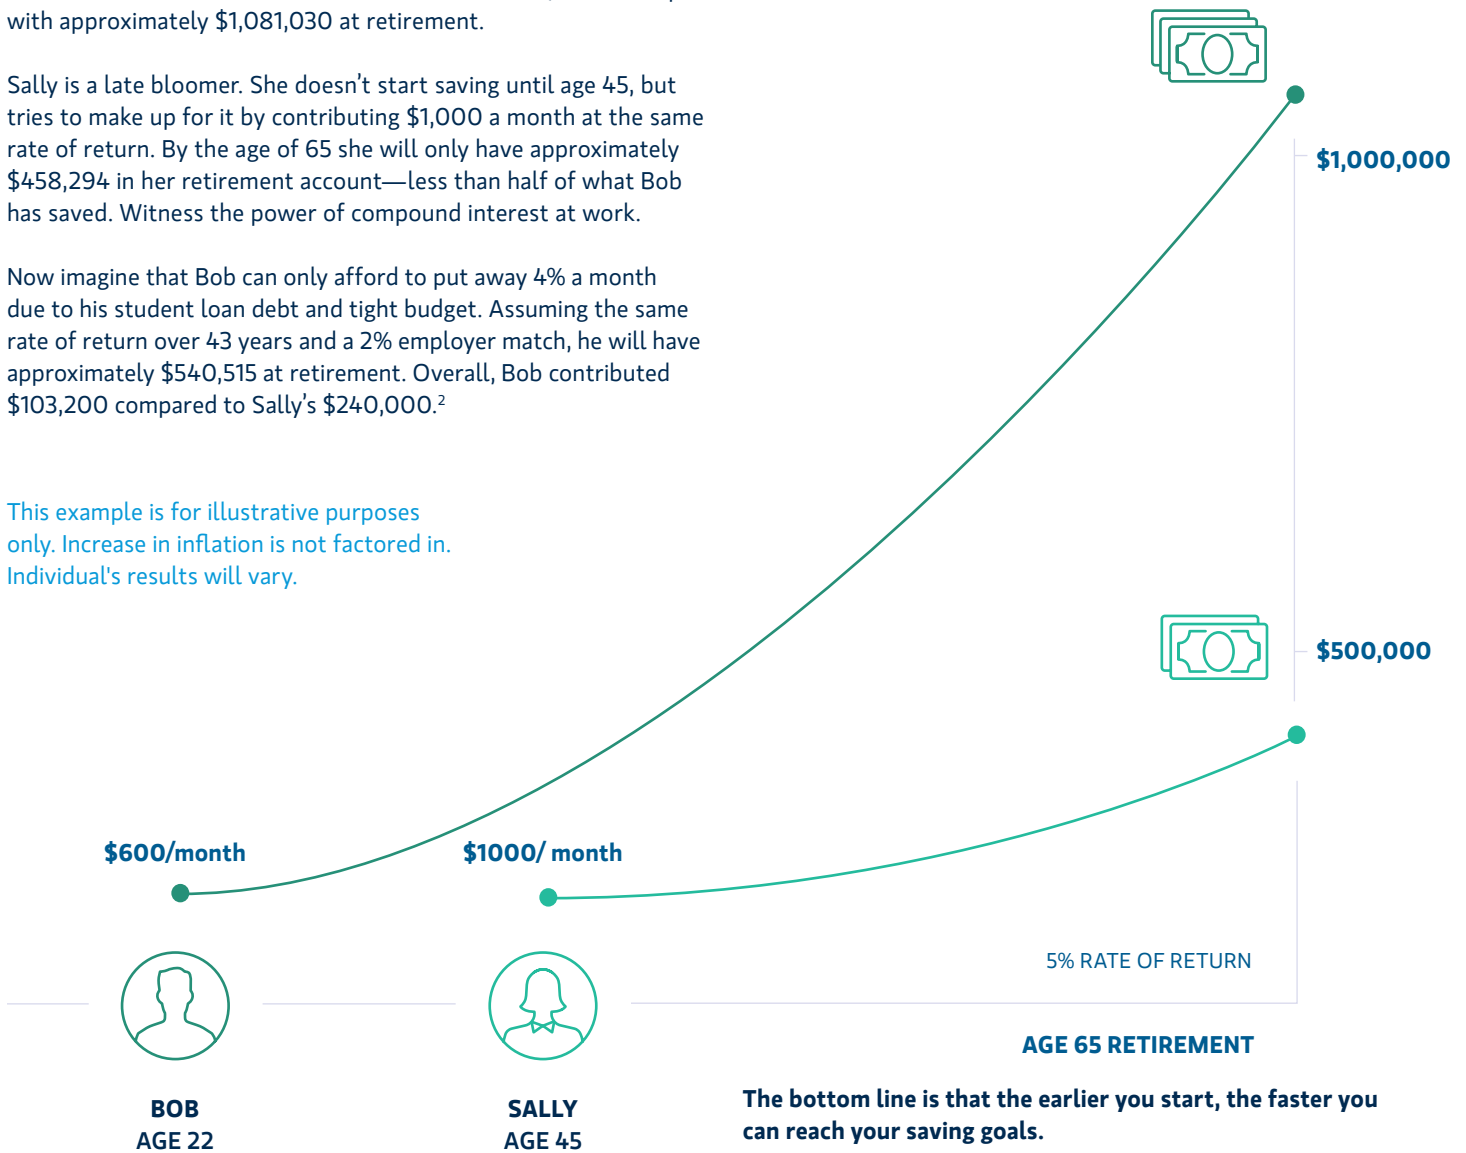 with approximately $1,081,030 at retirement.
Sally is a late bloomer. She doesn’t start saving until age 45, but
tries to make up for it by contributing $1,000 a month at the same
rate of return. By the age of 65 she will only have approximately
$458,294 in her retirement account—less than half of what Bob
has saved. Witness the power of compound interest at work.
Now imagine that Bob can only afford to put away 4% a month
due to his student loan debt and tight budget. Assuming the same
rate of return over 43 years and a 2% employer match, he will have
approximately $540,515 at retirement. Overall, Bob contributed
$103,200 compared to Sally’s $240,000.²
This example is for illustrative purposes
only. Increase in inflation is not factored in.
Individual's results will vary.
$1,000,000
$500,000
$600/month
$1000/ month
5% RATE OF RETURN
AGE 65 RETIREMENT
BOB
AGE 22
SALLY
AGE 45
The bottom line is that the earlier you start, the faster you
can reach your saving goals.